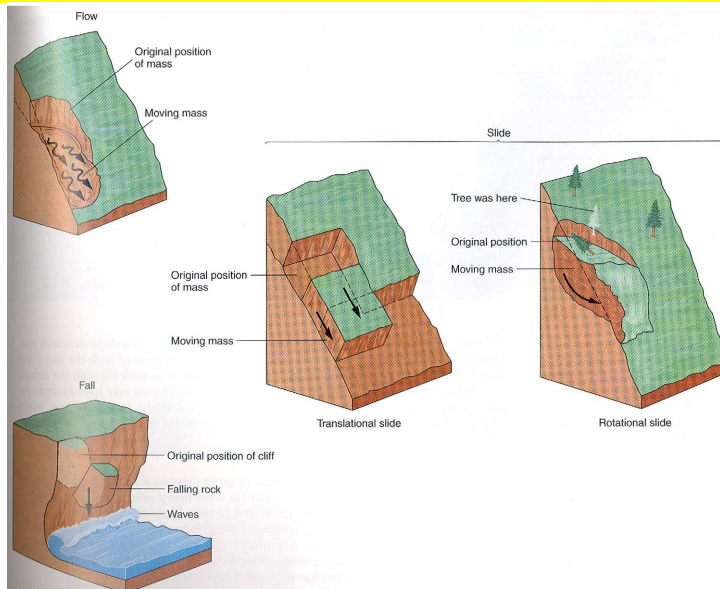 Flow
Original position
of mass
Moving mass
Slide
Tree was here
Original position
Moving mass
Original position
of mass
Moving mass
Translational slide
Rotational slide
Fall
Original position of cliff
Falling rock
Waves